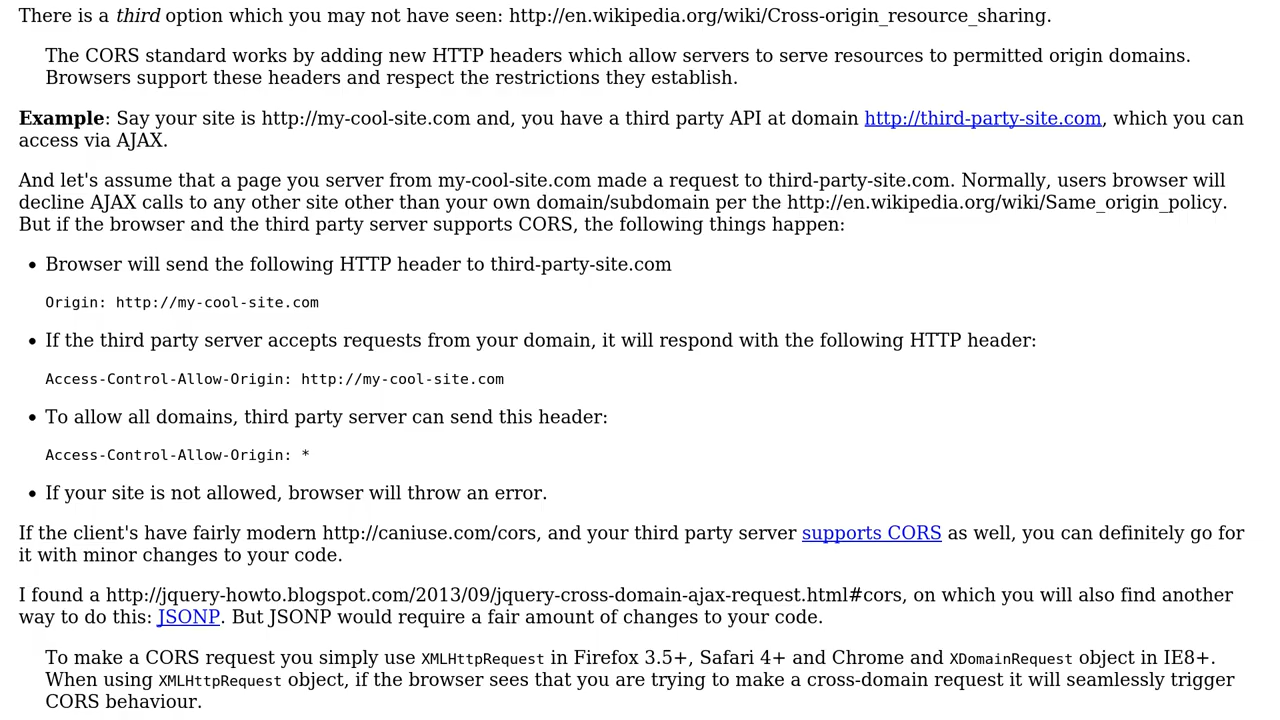 There is a third option which you may not have seen: http://en.wikipedia.org/wiki/Cross-origin_resource_sharing.
The CORS standard works by adding new HTTP headers which allow servers to serve resources to permitted origin domains.
Browsers support these headers and respect the restrictions they establish.
Example: Say your site is http://my-cool-site.com and, you have a third party API at domain http://third-party-site.com, which you can
access via AJAX.
And let's assume that a page you server from my-cool-site.com made a request to third-party-site.com. Normally, users browser will
decline AJAX calls to any other site other than your own domain/subdomain per the http://en.wikipedia.org/wiki/Same_origin_policy.
But if the browser and the third party server supports CORS, the following things happen:
• Browser will send the following HTTP header to third-party-site.com
Origin: http://my-cool-site.com
• If the third party server accepts requests from your domain, it will respond with the following HTTP header:
Access-Control-Allow-Origin: http://my-cool-site.com
• To allow all domains, third party server can send this header:
Access-Control-Allow-Origin: *
• If your site is not allowed, browser will throw an error.
If the client's have fairly modern http://caniuse.com/cors, and your third party server supports CORS as well, you can definitely go for
it with minor changes to your code.
I found a http://jquery-howto.blogspot.com/2013/09/jquery-cross-domain-ajax-request.html#cors, on which you will also find another
way to do this: JSONP. But JSONP would require a fair amount of changes to your code.
To make a CORS request you simply use XMLHttpRequest in Firefox 3.5+, Safari 4+ and Chrome and XDomainRequest object in IE8+.
When using XMLHttpRequest object, if the browser sees that you are trying to make a cross-domain request it will seamlessly trigger
CORS behaviour.